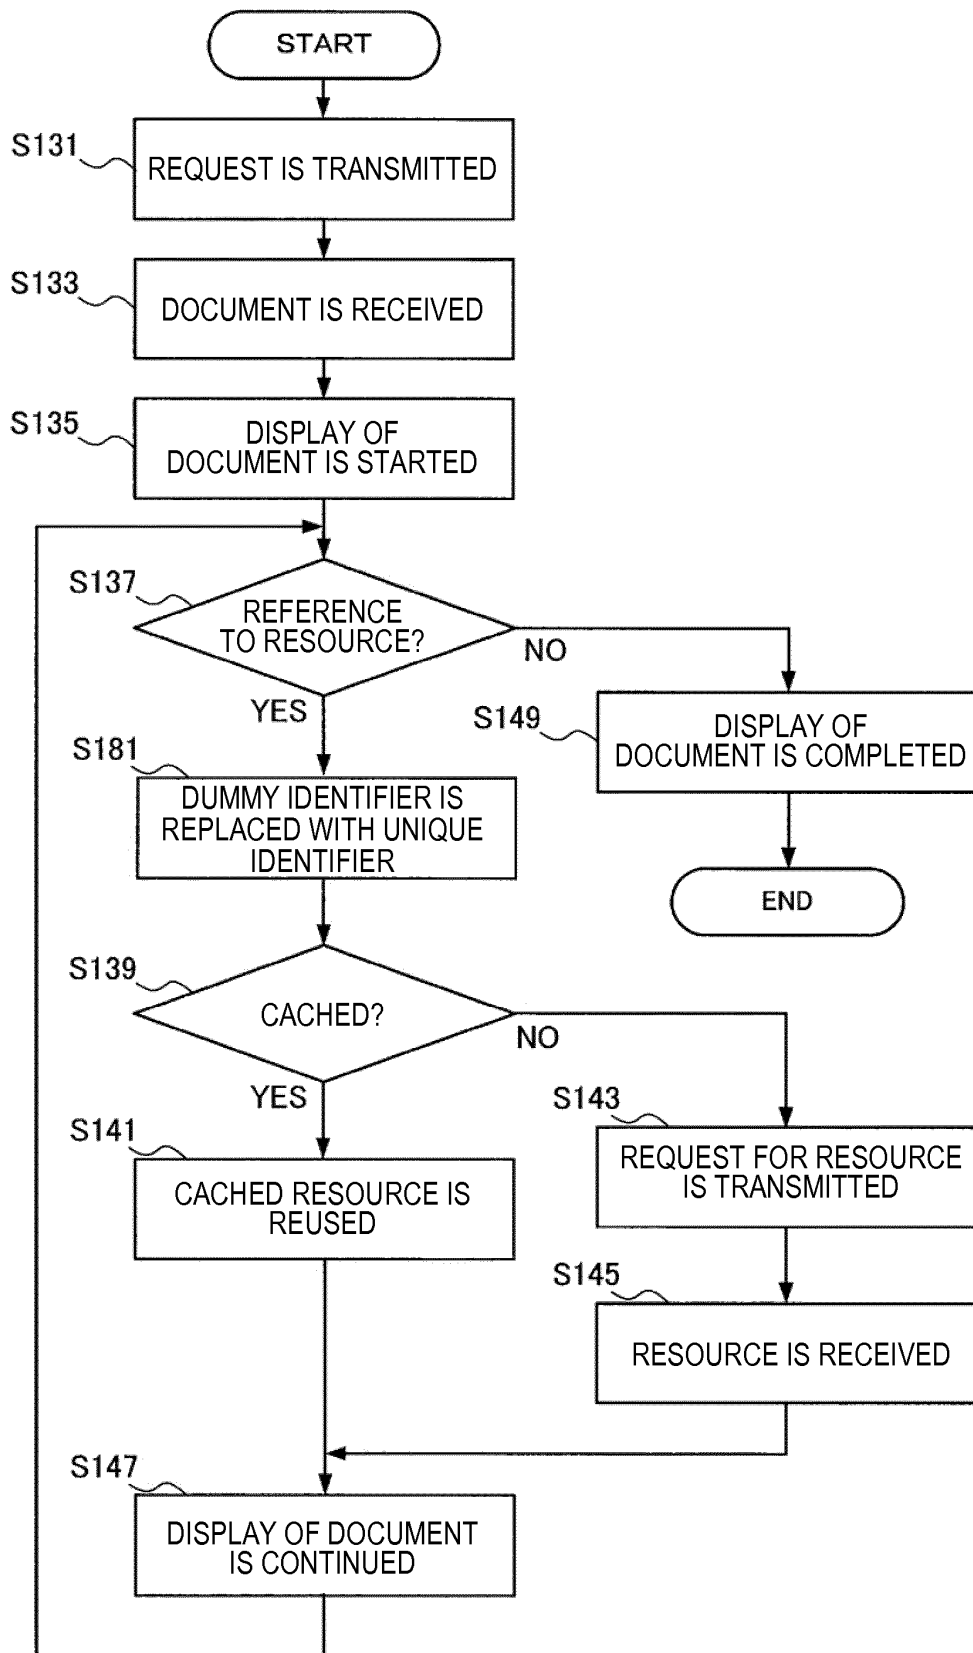 START
S131
REQUEST IS TRANSMITTED
S133
DOCUMENT IS RECEIVED
S135
DISPLAY OF
DOCUMENT IS STARTED
S137
REFERENCE
TO RESOURCE?
NO
YES
S149
DISPLAY OF
DOCUMENT IS COMPLETED
S181
DUMMY IDENTIFIER IS
REPLACED WITH UNIQUE
IDENTIFIER
END
S139
CACHED?
NO
YES
S143
REQUEST FOR RESOURCE
IS TRANSMITTED
S141
CACHED RESOURCE IS
REUSED
S145
RESOURCE IS RECEIVED
S147
DISPLAY OF DOCUMENT
IS CONTINUED